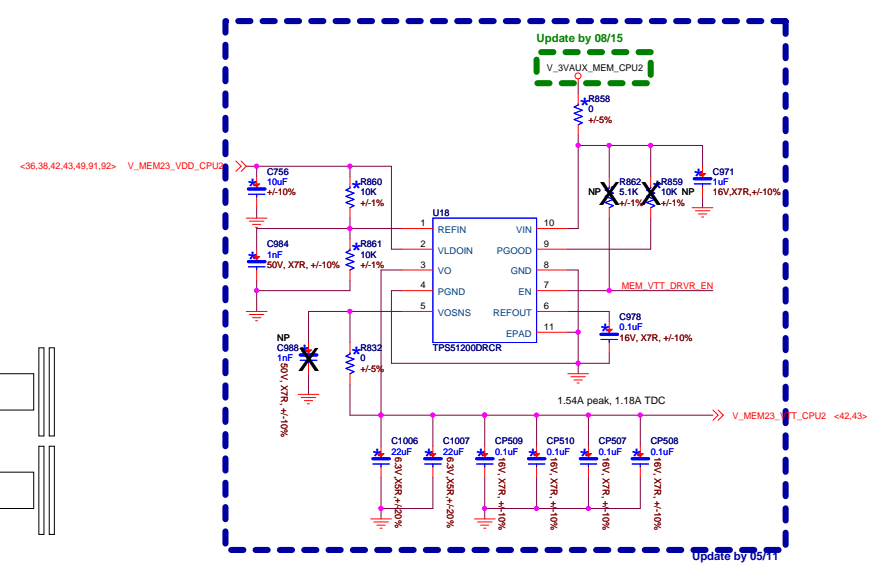 Update by 08/15
V_3VAUX_MEM_CPU2
R858
0
+/-5%
<36,38,42,43,49,91,92> V_MEM23_VDD_CPU2
C756
10uF
+/-10%
R860
10K
+/-1%
NP
R862
5.1K
+/-1%
R859
10K
+/-1%
NP
C971
1uF
16V,X7R,+/-10%
C984
1nF
50V, X7R, +/-10%
R861
10K
+/-1%
U18
1 REFIN
2 VLDOIN
3 VO
4 PGND
5 VOSNS
VIN 10
PGOOD 9
GND 8
EN 7
REFOUT 6
EPAD 11
TPS51200DRCR
MEM_VTT_DRVR_EN
C978
0.1uF
16V, X7R, +/-10%
NP
C988
1nF
50V, X7R, +/-10%
R832
0
+/-5%
1.54A peak, 1.18A TDC
V_MEM23_VTT_CPU2 <42,43>
C1006
22uF
6.3V,X5R,+/-20%
C1007
22uF
6.3V,X5R,+/-20%
CP509
0.1uF
16V, X7R, +/-10%
CP510
0.1uF
16V, X7R, +/-10%
CP507
0.1uF
16V, X7R, +/-10%
CP508
0.1uF
16V, X7R, +/-10%
Update by 05/11